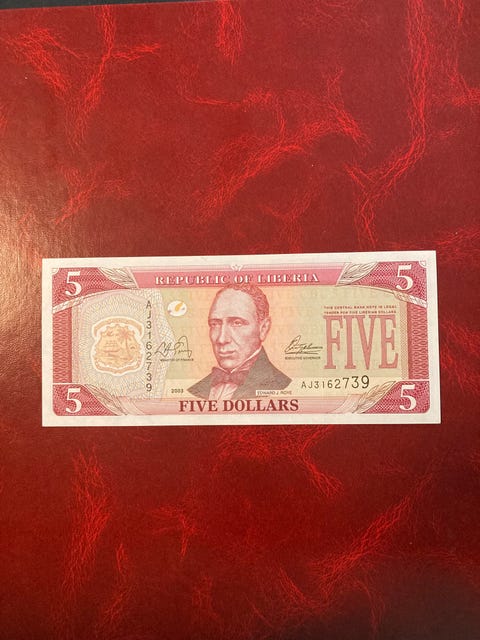 5 REPUBLIC OF LIBERIA 5
AJ3162739
THIS CENTRAL BANK NOTE IS LEGAL
TENDER FOR FIVE LIBERIAN DOLLARS
FIVE
MINISTER OF FINANCE
EXECUTIVE GOVERNOR
2003
EDWARD J. ROYE
AJ3162739
5 FIVE DOLLARS 5